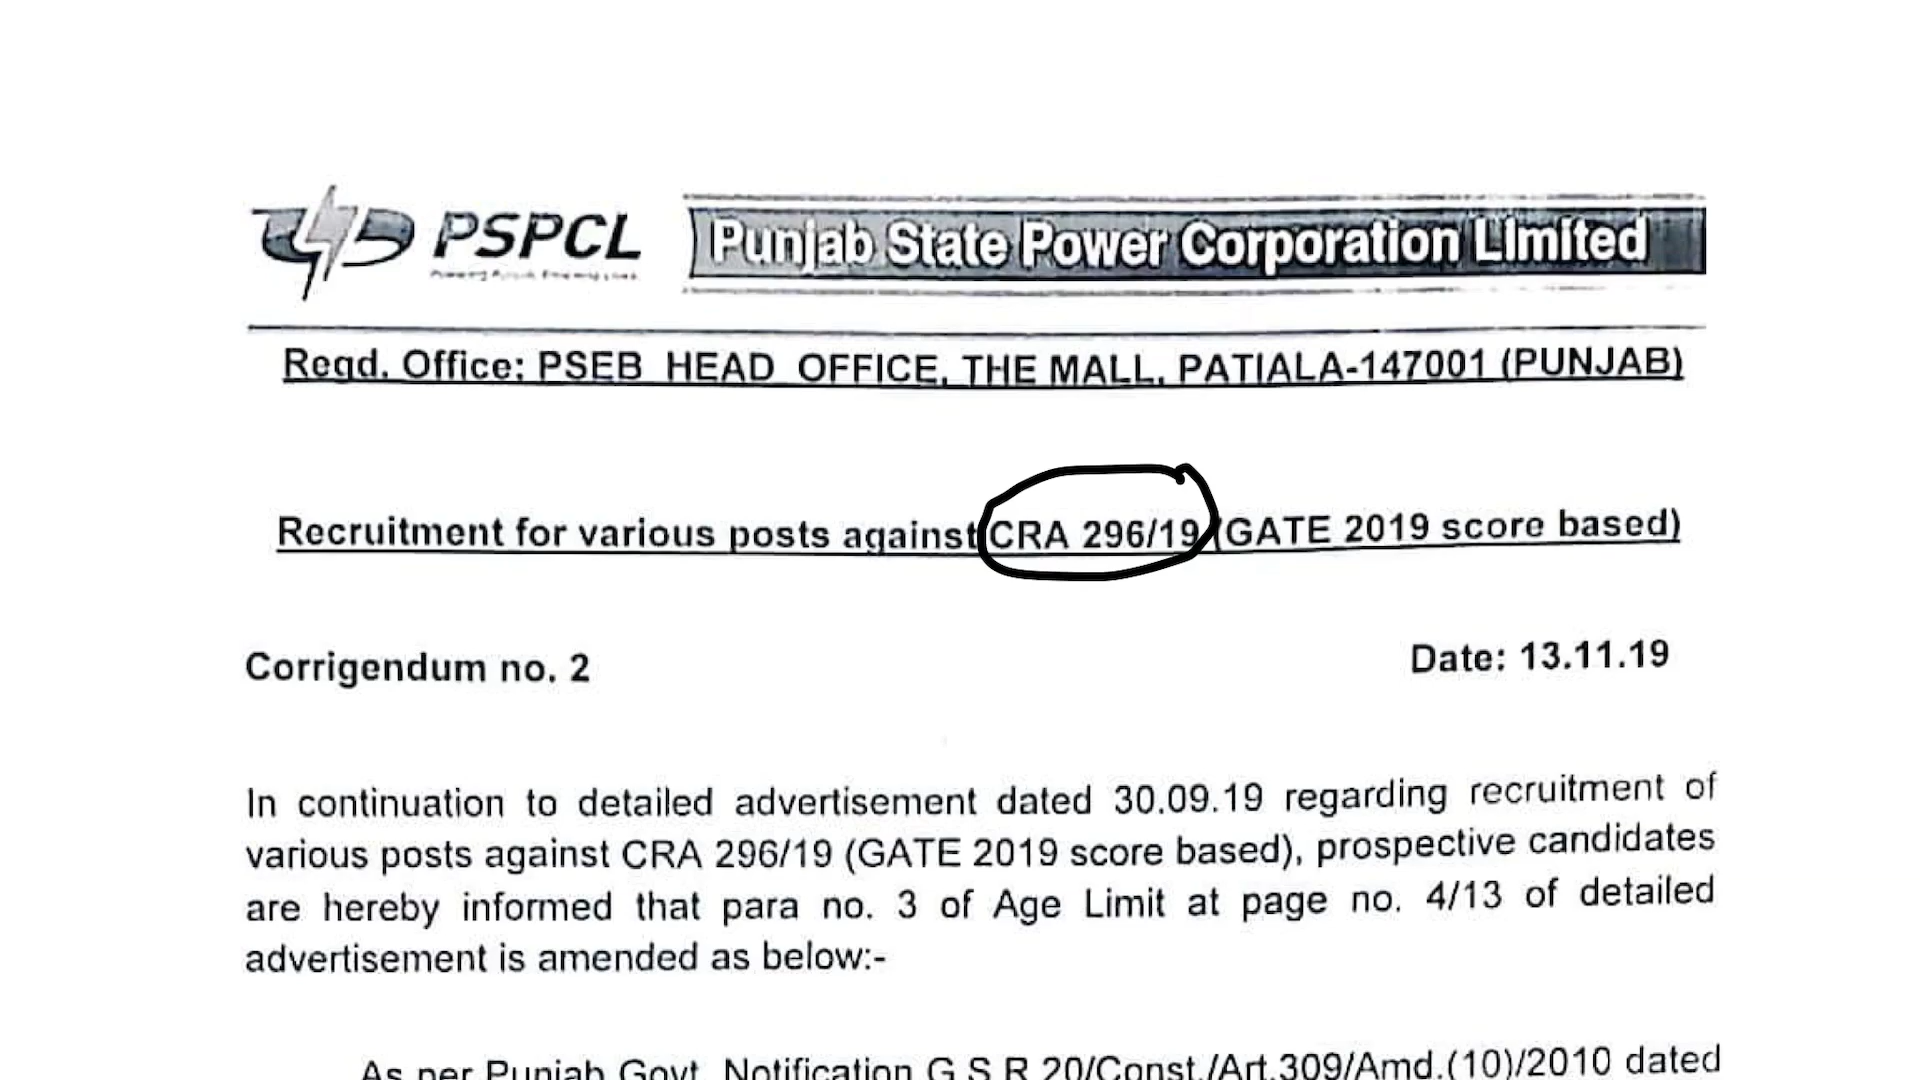 PSPCL
Punjab State Power Corporation Limited
Regd. Office: PSEB HEAD OFFICE, THE MALL, PATIALA-147001 (PUNJAB)
Recruitment for various posts against CRA 296/19 (GATE 2019 score based)
Corrigendum no. 2
Date: 13.11.19
In continuation to detailed advertisement dated 30.09.19 regarding recruitment of
various posts against CRA 296/19 (GATE 2019 score based), prospective candidates
are hereby informed that para no. 3 of Age Limit at page no. 4/13 of detailed
advertisement is amended as below:-
As per Punjab Govt. Notification G.S.R 20/Const./Art.309/Amd.(10)/2010 dated